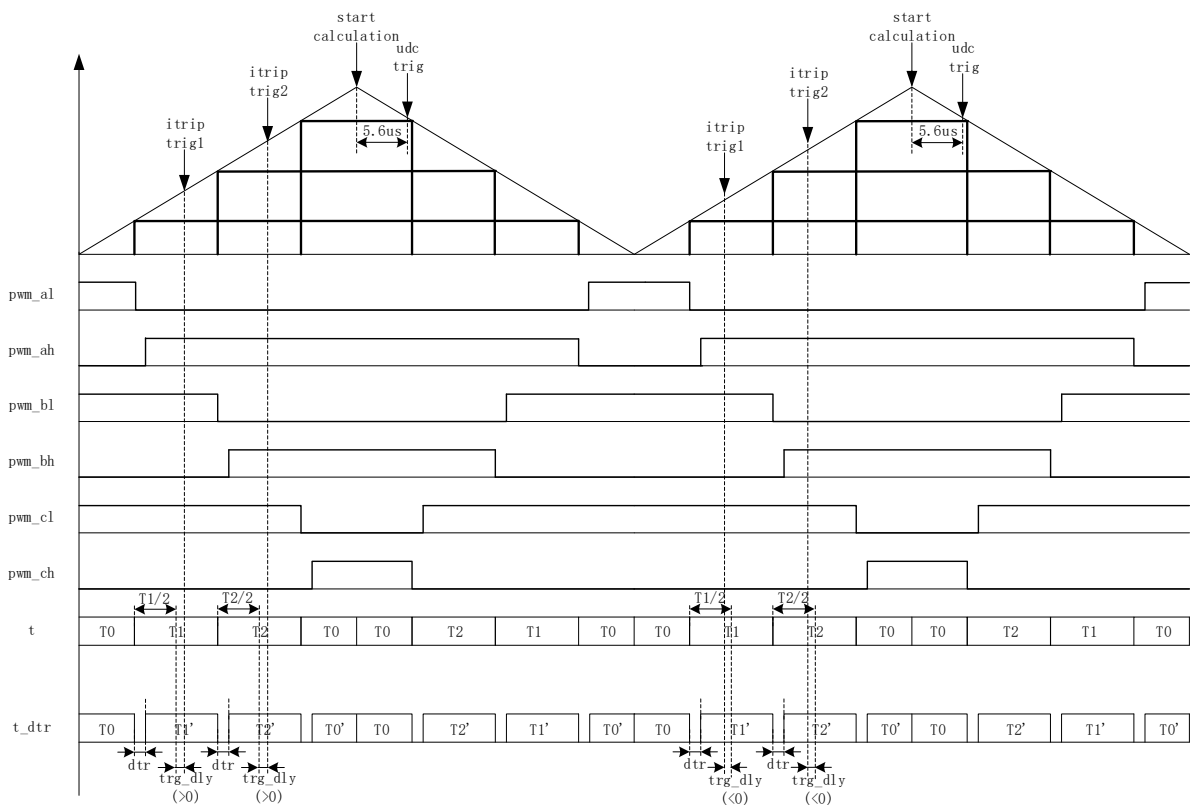 start
calculation
udc
trig
itrip
trig2
itrip
trig1
5.6us
start
calculation
udc
trig
itrip
trig2
itrip
trig1
5.6us
pwm_al
pwm_ah
pwm_bl
pwm_bh
pwm_cl
pwm_ch
T1/2 T2/2 T1/2 T2/2
t T0 T1 T2 T0 T0 T2 T1 T0 T0 T1 T2 T0 T0 T2 T1 T0
t_dtr T0 T1' T2' T0' T0 T2' T1' T0' T0 T1' T2' T0' T0 T2' T1' T0'
dtr dtr dtr dtr
trg_dly trg_dly trg_dly trg_dly
(>0) (>0) (<0) (<0)